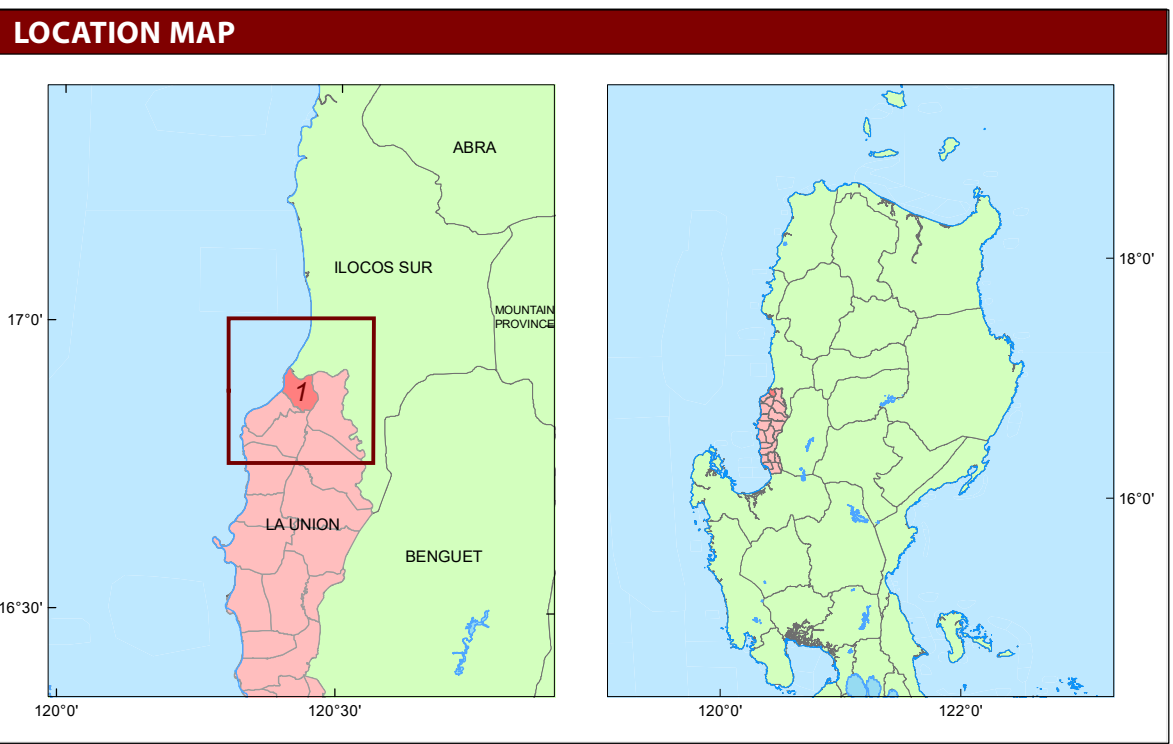 LOCATION MAP
ABRA
ILOCOS SUR
MOUNTAIN
PROVINCE
17°0'
1
LA UNION
BENGUET
16°30'
120°0'
120°30'
18°0'
16°0'
120°0'
122°0'